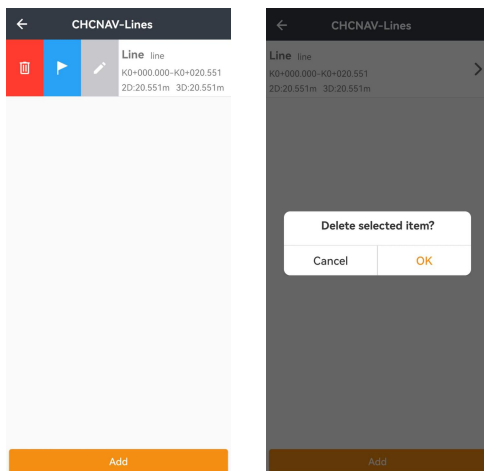 CHCNAV-Lines
Line line
K0+000.000~K0+020.551
2D:20.551m 3D:20.551m
Add
CHCNAV-Lines
Line line
K0+000.000~K0+020.551
2D:20.551m 3D:20.551m
Delete selected item?
Cancel OK
Add